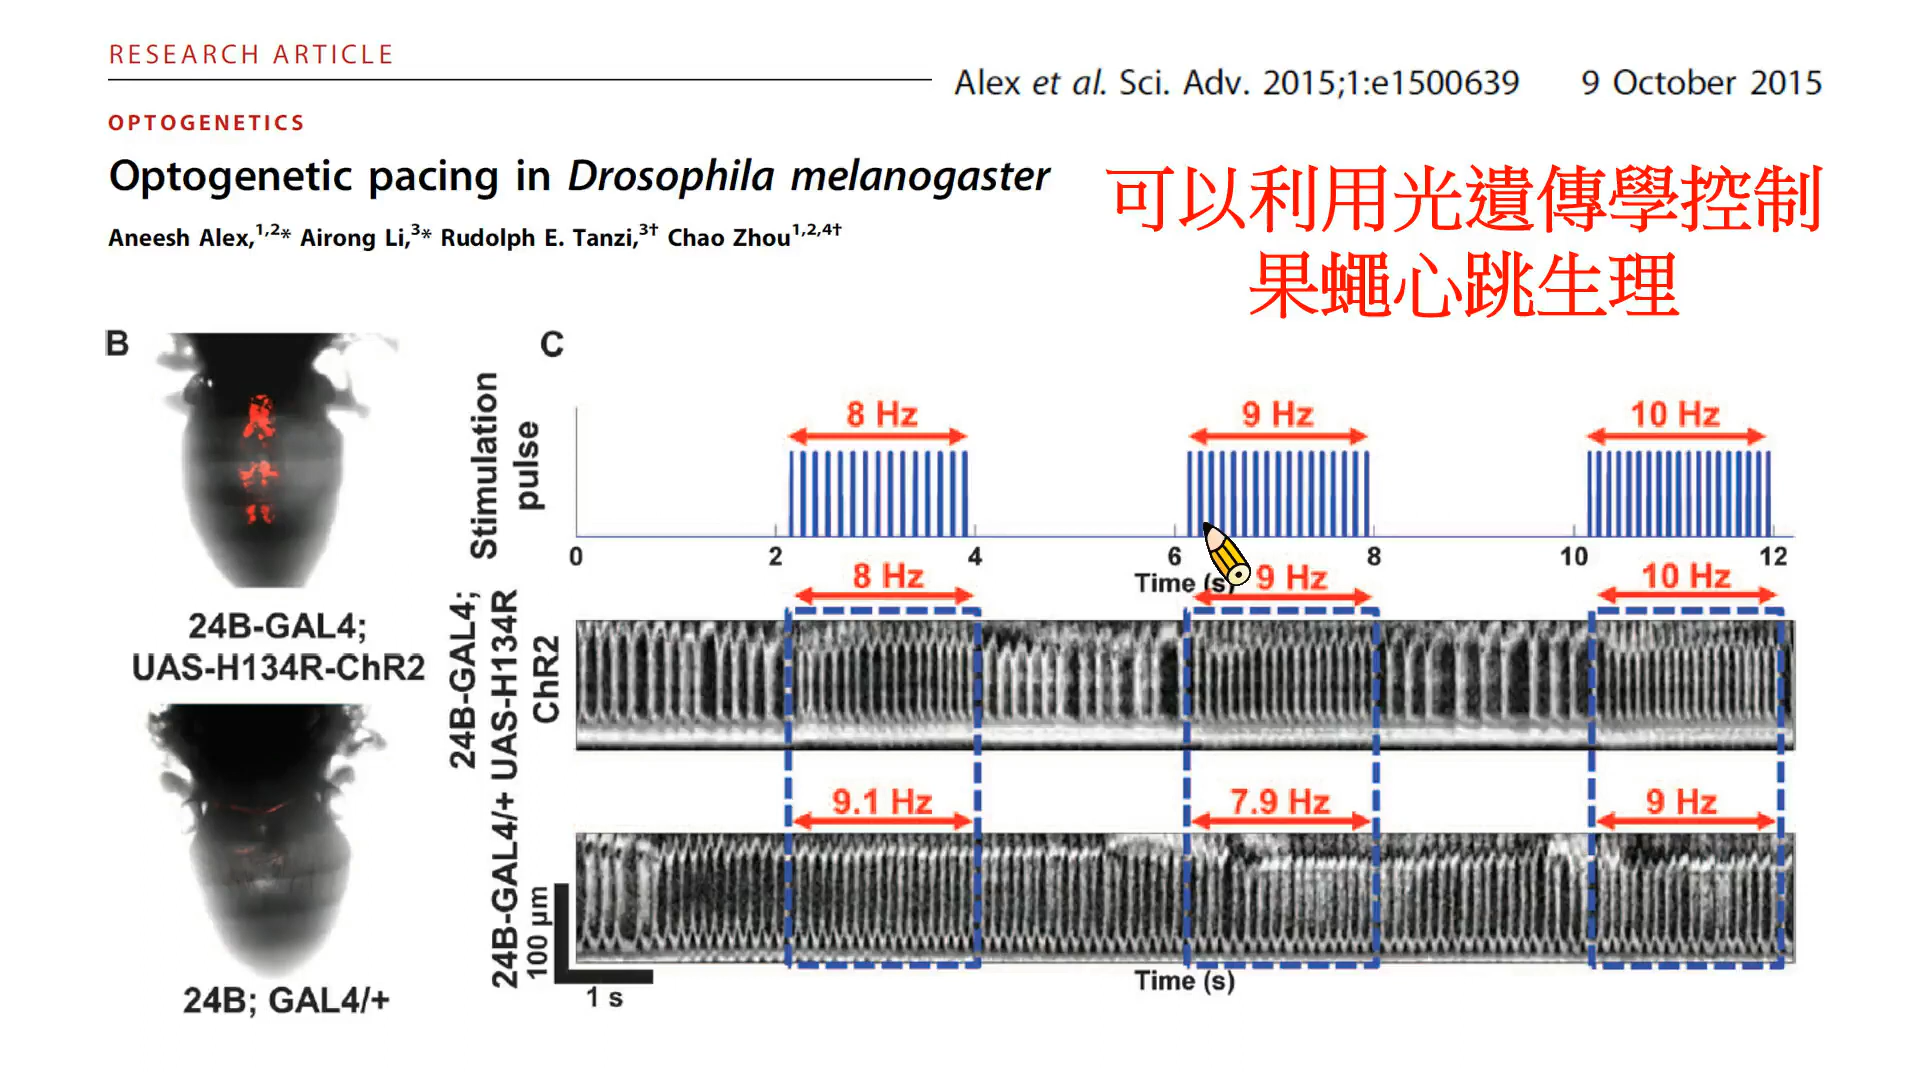 RESEARCH ARTICLE
Alex et al. Sci. Adv. 2015;1:e1500639 9 October 2015
OPTOGENETICS
Optogenetic pacing in Drosophila melanogaster
Aneesh Alex,1,2* Airong Li,3* Rudolph E. Tanzi,3† Chao Zhou1,2,4†
可以利用光遺傳學控制
果蠅心跳生理
B
24B-GAL4;
UAS-H134R-ChR2
24B; GAL4/+
C
Stimulation
pulse
8 Hz 9 Hz 10 Hz
0 2 4 6 8 10 12
Time (s)
8 Hz 9 Hz 10 Hz
24B-GAL4;
UAS-H134R
ChR2
9.1 Hz 7.9 Hz 9 Hz
24B-GAL4/+
100 µm
1 s
Time (s)